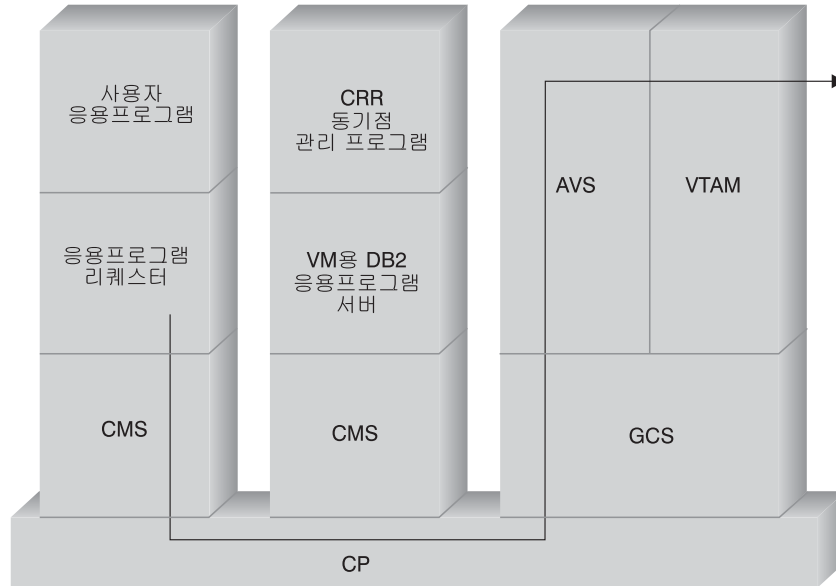 사용자
응용프로그램
응용프로그램
리퀘스터
CMS
CRR
동기점
관리 프로그램
VM용 DB2
응용프로그램
서버
CMS
AVS
VTAM
GCS
CP